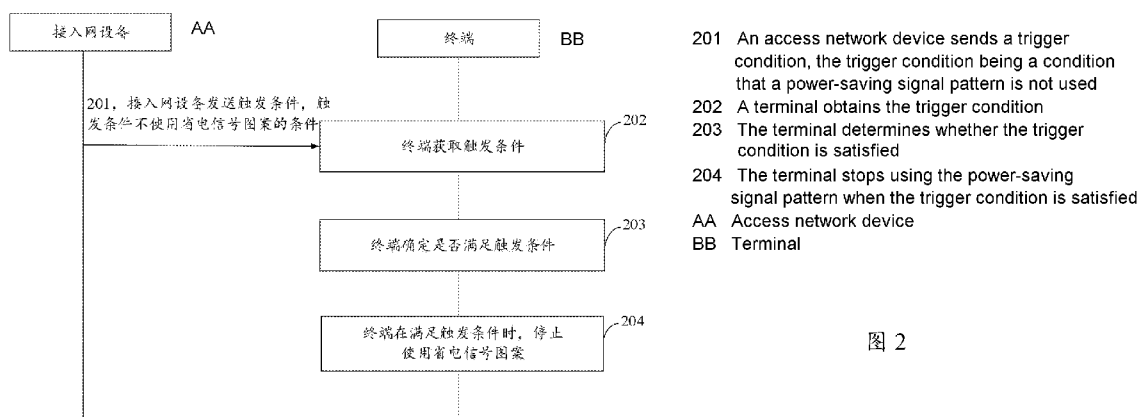 接入网设备
AA
终端
BB
201，接入网设备发送触发条件，触
发条件不使用省电信号图案的条件
202
终端获取触发条件
203
终端确定是否满足触发条件
204
终端在满足触发条件时，停止
使用省电信号图案
201 An access network device sends a trigger
condition, the trigger condition being a condition
that a power-saving signal pattern is not used
202 A terminal obtains the trigger condition
203 The terminal determines whether the trigger
condition is satisfied
204 The terminal stops using the power-saving
signal pattern when the trigger condition is satisfied
AA Access network device
BB Terminal
图 2